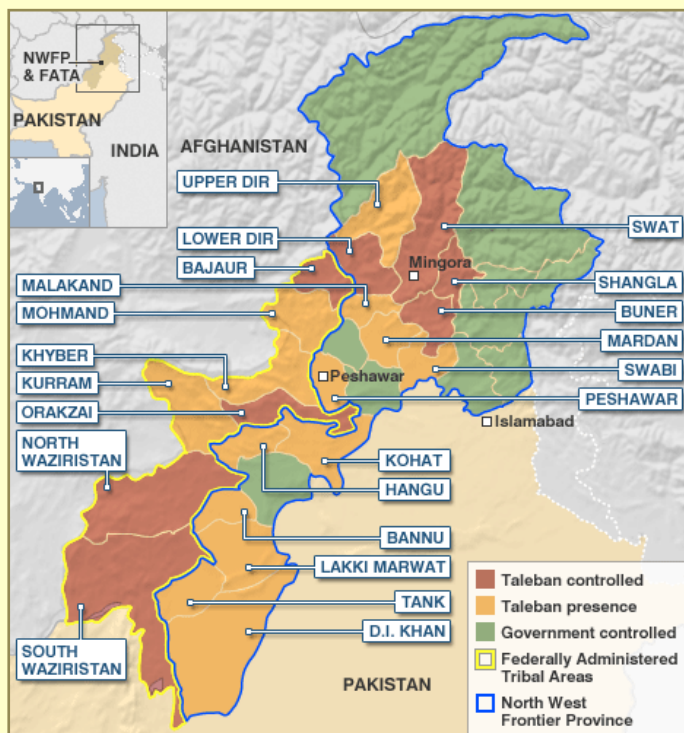 NWFP
& FATA
PAKISTAN
INDIA
AFGHANISTAN
UPPER DIR
LOWER DIR
SWAT
BAJAUR
Mingora
MALAKAND
SHANGLA
MOHMAND
BUNER
MARDAN
KHYBER
SWABI
KURRAM
Peshawar
PESHAWAR
ORAKZAI
Islamabad
NORTH
WAZIRISTAN
KOHAT
HANGU
BANNU
LAKKI MARWAT
TANK
D.I. KHAN
SOUTH
WAZIRISTAN
PAKISTAN
Taleban controlled
Taleban presence
Government controlled
Federally Administered
Tribal Areas
North West
Frontier Province